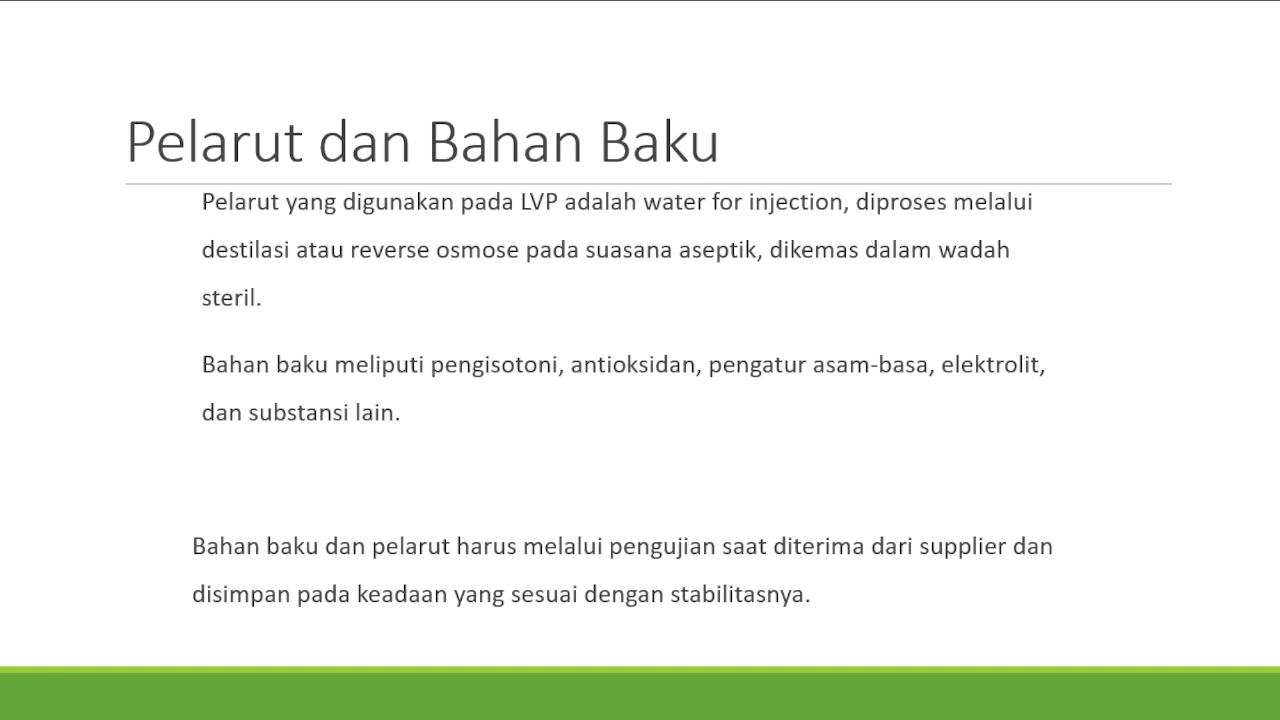 Pelarut dan Bahan Baku
Pelarut yang digunakan pada LVP adalah water for injection, diproses melalui
destilasi atau reverse osmose pada suasana aseptik, dikemas dalam wadah
steril.
Bahan baku meliputi pengisotoni, antioksidan, pengatur asam-basa, elektrolit,
dan substansi lain.
Bahan baku dan pelarut harus melalui pengujian saat diterima dari supplier dan
disimpan pada keadaan yang sesuai dengan stabilitasnya.